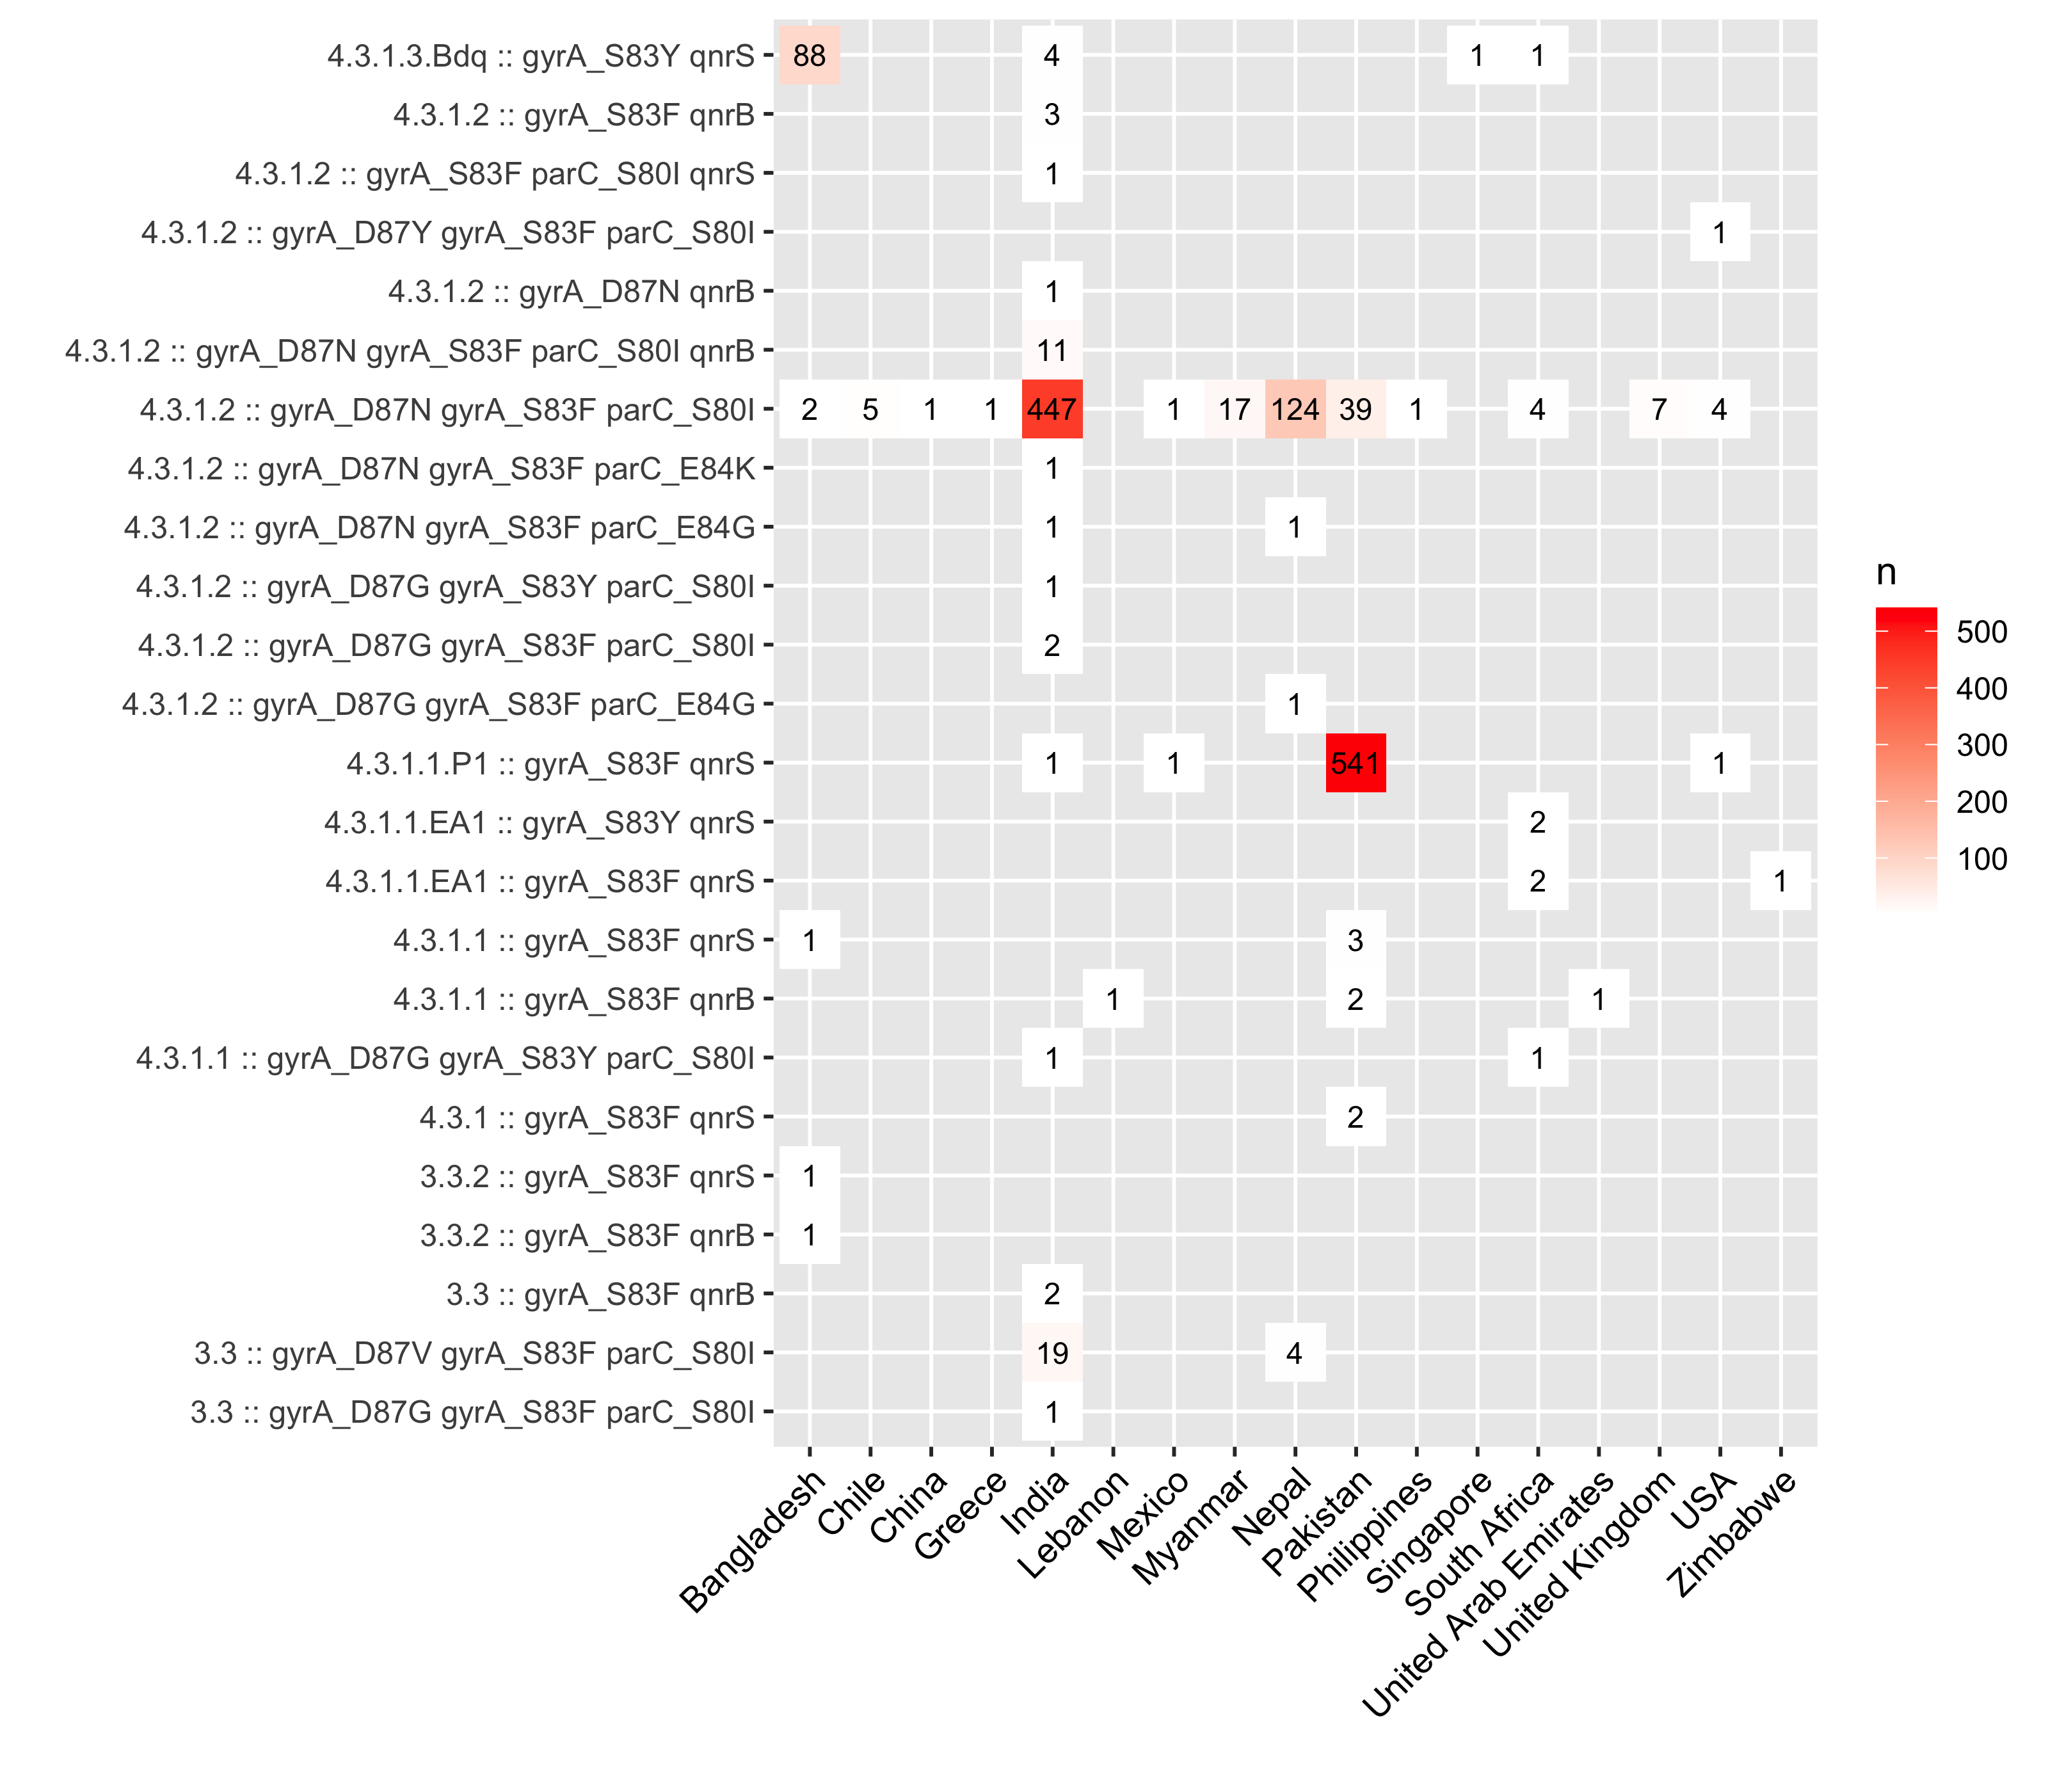 4.3.1.3.Bdq :: gyrA_S83Y qnrS 88 4 1 1
4.3.1.2 :: gyrA_S83F qnrB 3
4.3.1.2 :: gyrA_S83F parC_S80I qnrS 1
4.3.1.2 :: gyrA_D87Y gyrA_S83F parC_S80I 1
4.3.1.2 :: gyrA_D87N qnrB 1
4.3.1.2 :: gyrA_D87N gyrA_S83F parC_S80I qnrB 11
4.3.1.2 :: gyrA_D87N gyrA_S83F parC_S80I 2 5 1 1 447 1 17 124 39 1 4 7 4
4.3.1.2 :: gyrA_D87N gyrA_S83F parC_E84K 1
4.3.1.2 :: gyrA_D87N gyrA_S83F parC_E84G 1 1
4.3.1.2 :: gyrA_D87G gyrA_S83Y parC_S80I 1
4.3.1.2 :: gyrA_D87G gyrA_S83F parC_S80I 2
4.3.1.2 :: gyrA_D87G gyrA_S83F parC_E84G 1
4.3.1.1.P1 :: gyrA_S83F qnrS 1 1 541 1
4.3.1.1.EA1 :: gyrA_S83Y qnrS 2
4.3.1.1.EA1 :: gyrA_S83F qnrS 2 1
4.3.1.1 :: gyrA_S83F qnrS 1 3
4.3.1.1 :: gyrA_S83F qnrB 1 2 1
4.3.1.1 :: gyrA_D87G gyrA_S83Y parC_S80I 1 1
4.3.1 :: gyrA_S83F qnrS 2
3.3.2 :: gyrA_S83F qnrS 1
3.3.2 :: gyrA_S83F qnrB 1
3.3 :: gyrA_S83F qnrB 2
3.3 :: gyrA_D87V gyrA_S83F parC_S80I 19 4
3.3 :: gyrA_D87G gyrA_S83F parC_S80I 1
Bangladesh
Chile
China
Greece
India
Lebanon
Mexico
Myanmar
Nepal
Pakistan
Philippines
Singapore
South Africa
United Arab Emirates
United Kingdom
USA
Zimbabwe
n
500
400
300
200
100